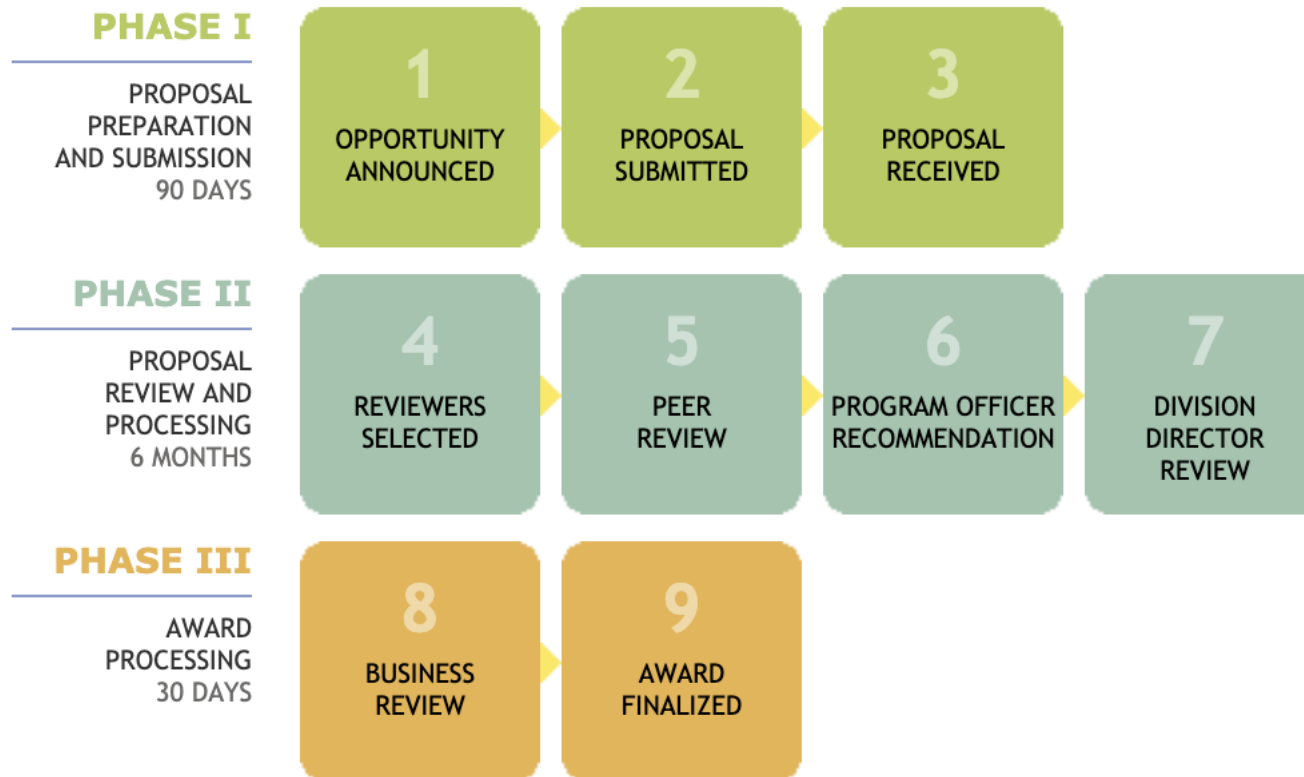 PHASE I
PROPOSAL
PREPARATION
AND SUBMISSION
90 DAYS
1
OPPORTUNITY
ANNOUNCED
2
PROPOSAL
SUBMITTED
3
PROPOSAL
RECEIVED
PHASE II
PROPOSAL
REVIEW AND
PROCESSING
6 MONTHS
4
REVIEWERS
SELECTED
5
PEER
REVIEW
6
PROGRAM OFFICER
RECOMMENDATION
7
DIVISION
DIRECTOR
REVIEW
PHASE III
AWARD
PROCESSING
30 DAYS
8
BUSINESS
REVIEW
9
AWARD
FINALIZED